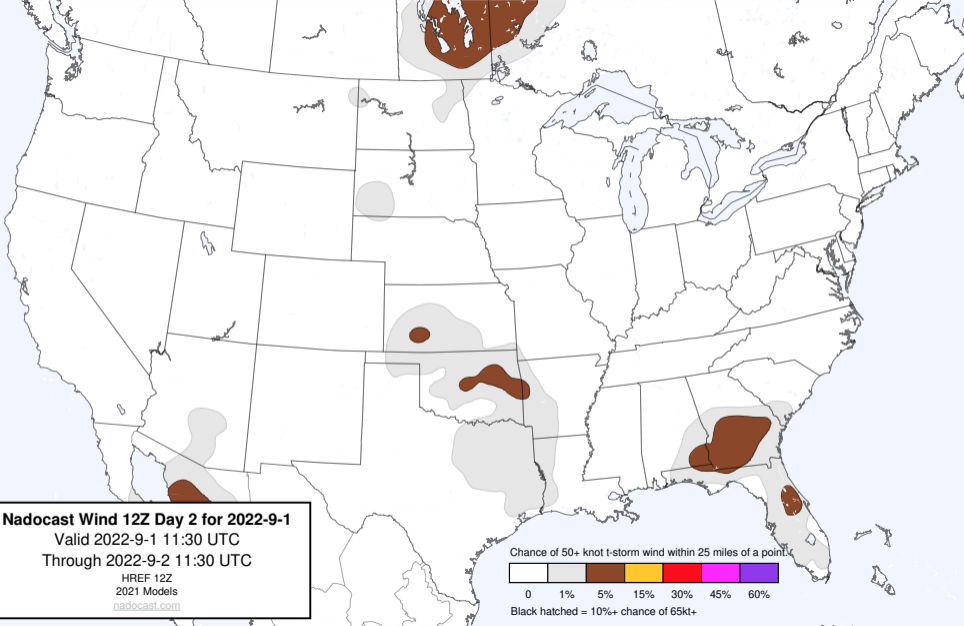 Nadocast Wind 12Z Day 2 for 2022-9-1
Valid 2022-9-1 11:30 UTC
Through 2022-9-2 11:30 UTC
HREF 12Z
2021 Models
nadocast.com
Chance of 50+ knot t-storm wind within 25 miles of a point.
0 1% 5% 15% 30% 45% 60%
Black hatched = 10%+ chance of 65kt+